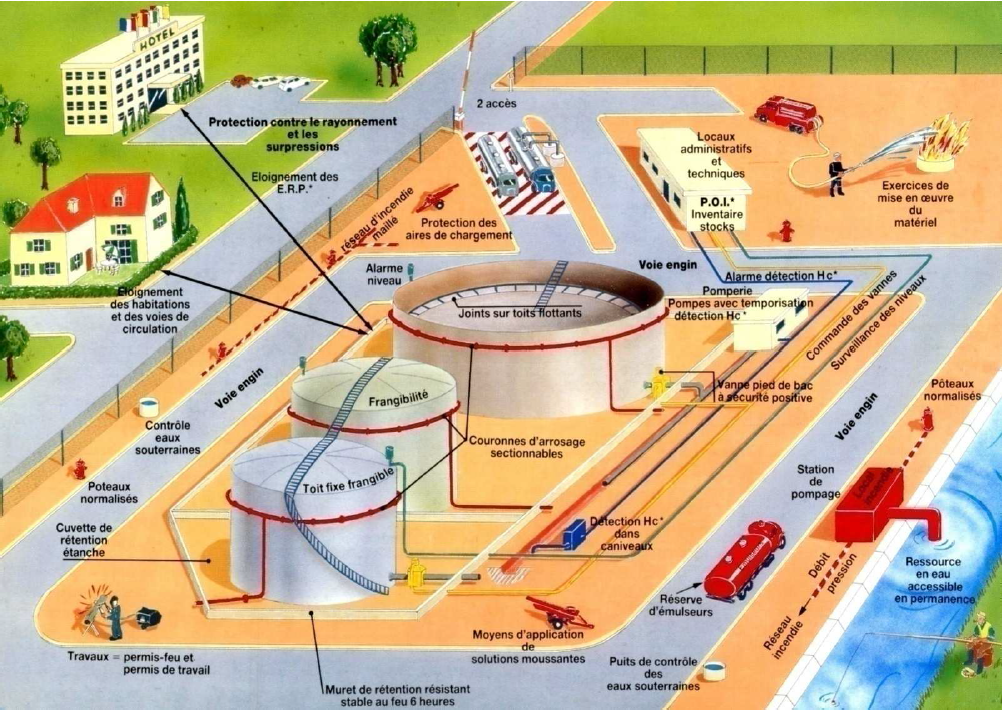 HOTEL
2 accès
Protection contre le rayonnement
et les
surpressions
Eloignement des
E.R.P.*
réseau d'incendie
maillé
Protection des
aires de chargement
Locaux
administratifs
et
techniques
P.O.I.*
Inventaire
stocks
Exercices de
mise en œuvre
du
matériel
Eloignement
des habitations
et des voies de
circulation
Alarme
niveau
Joints sur toits flottants
Voie engin
Alarme détection Hc*
Pomperie
Pompes avec temporisation
détection Hc*
Commande des vannes
Surveillance des niveaux
Voie engin
Frangibilité
Vanne pied de bac
à sécurité positive
Voie engin
Pôteaux
normalisés
Contrôle
eaux
souterraines
Couronnes d'arrosage
sectionnables
Toit fixe frangible
Poteaux
normalisés
Station
de
pompage
Cuvette de
rétention
étanche
Détection Hc*
dans
caniveaux
Débit
pression
Ressource
en eau
accessible
en permanence
Réserve
d'émulseurs
Réseau
incendie
Moyens d'application
de
solutions moussantes
Travaux = permis-feu et
permis de travail
Puits de contrôle
des
eaux souterraines
Muret de rétention résistant
stable au feu 6 heures